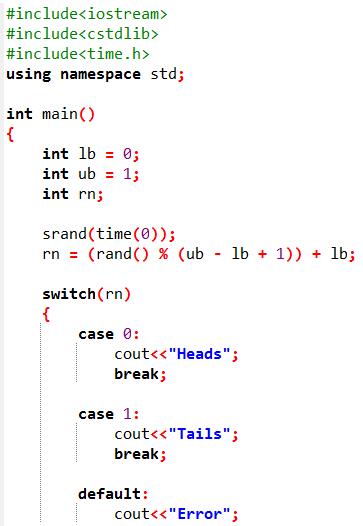 #include<iostream>
#include<cstdlib>
#include<time.h>
using namespace std;

int main()
{
    int lb = 0;
    int ub = 1;
    int rn;

    srand(time(0));
    rn = (rand() % (ub - lb + 1)) + lb;

    switch(rn)
    {
        case 0:
            cout<<"Heads";
            break;

        case 1:
            cout<<"Tails";
            break;

        default:
            cout<<"Error";